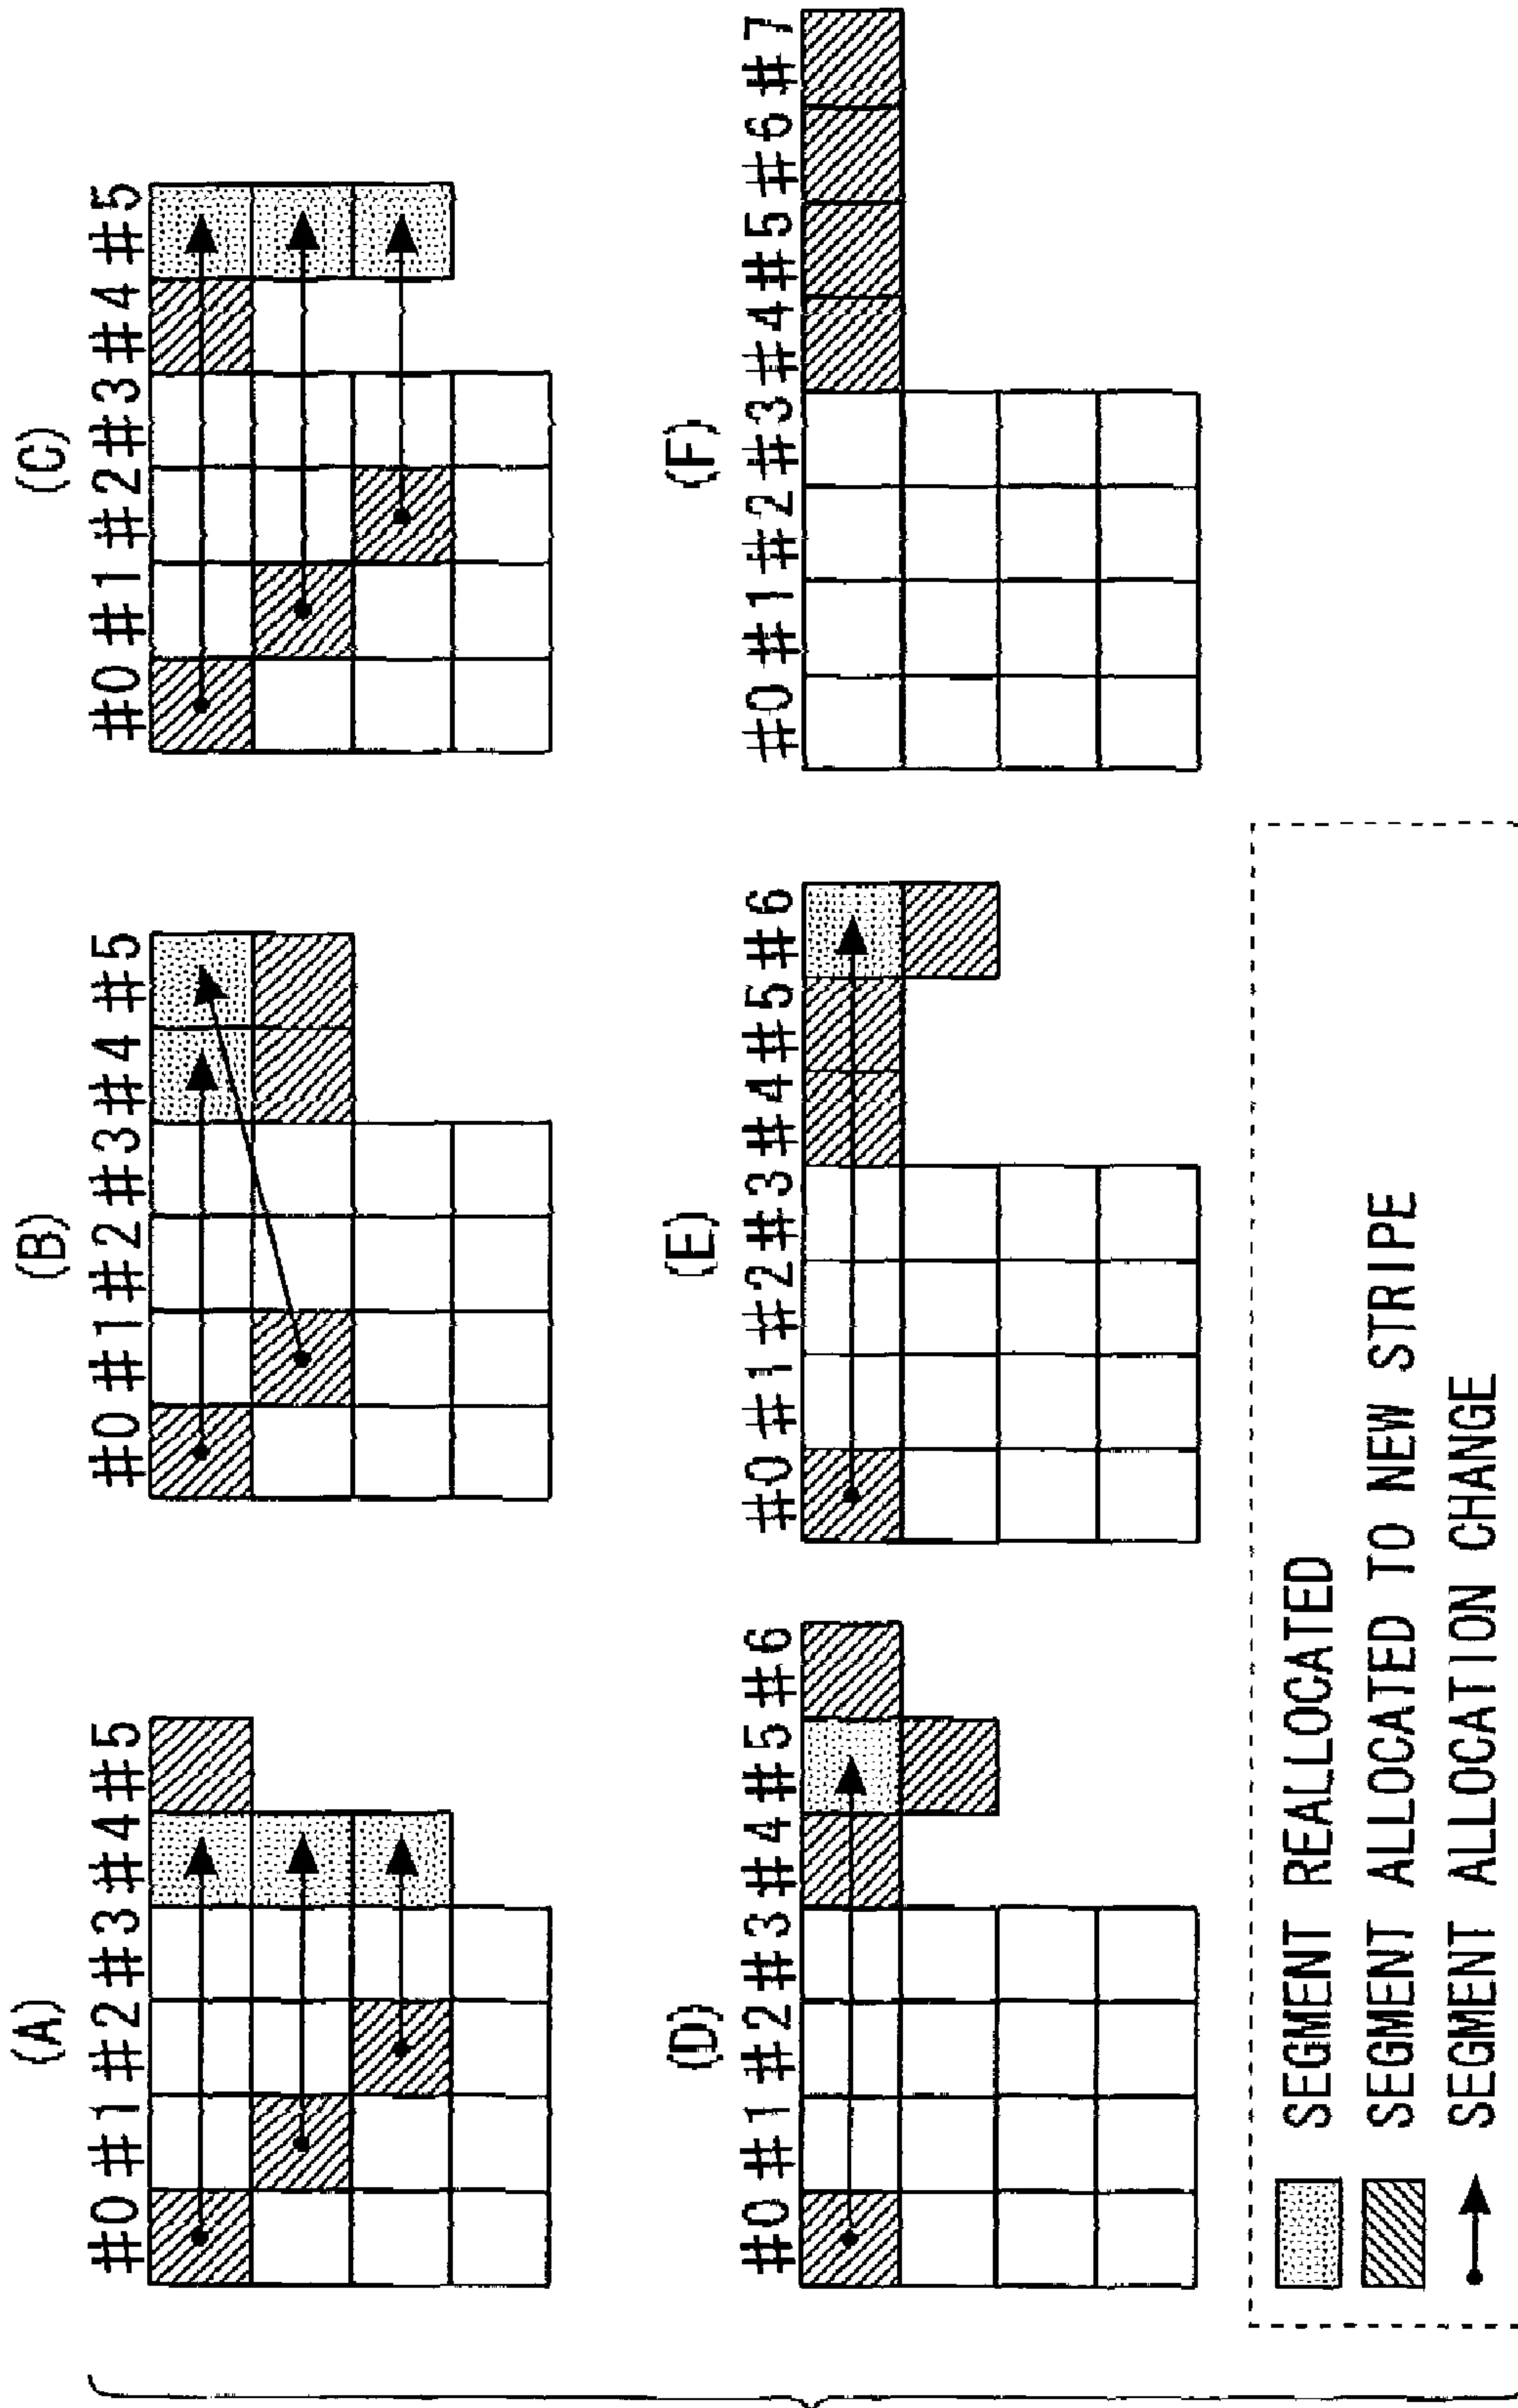 (A)
#0 #1 #2 #3 #4 #5
(B)
#0 #1 #2 #3 #4 #5
(C)
#0 #1 #2 #3 #4 #5
(D)
#0 #1 #2 #3 #4 #5 #6
(E)
#0 #1 #2 #3 #4 #5 #6
(F)
#0 #1 #2 #3 #4 #5 #6 #7
SEGMENT REALLOCATED
SEGMENT ALLOCATED TO NEW STRIPE
SEGMENT ALLOCATION CHANGE